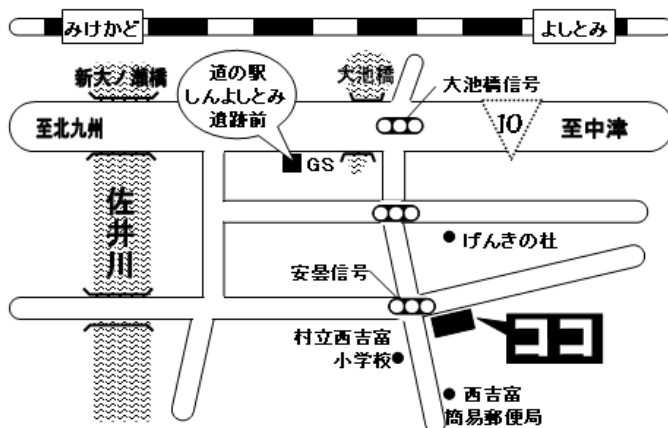 みけかど
よしとみ
新大ノ瀬橋
道の駅
しんよしとみ
遺跡前
大池橋
大池橋信号
至北九州
10
至中津
GS
佐井川
げんきの杜
安曇信号
ココ
村立西吉富
小学校
西吉富
簡易郵便局